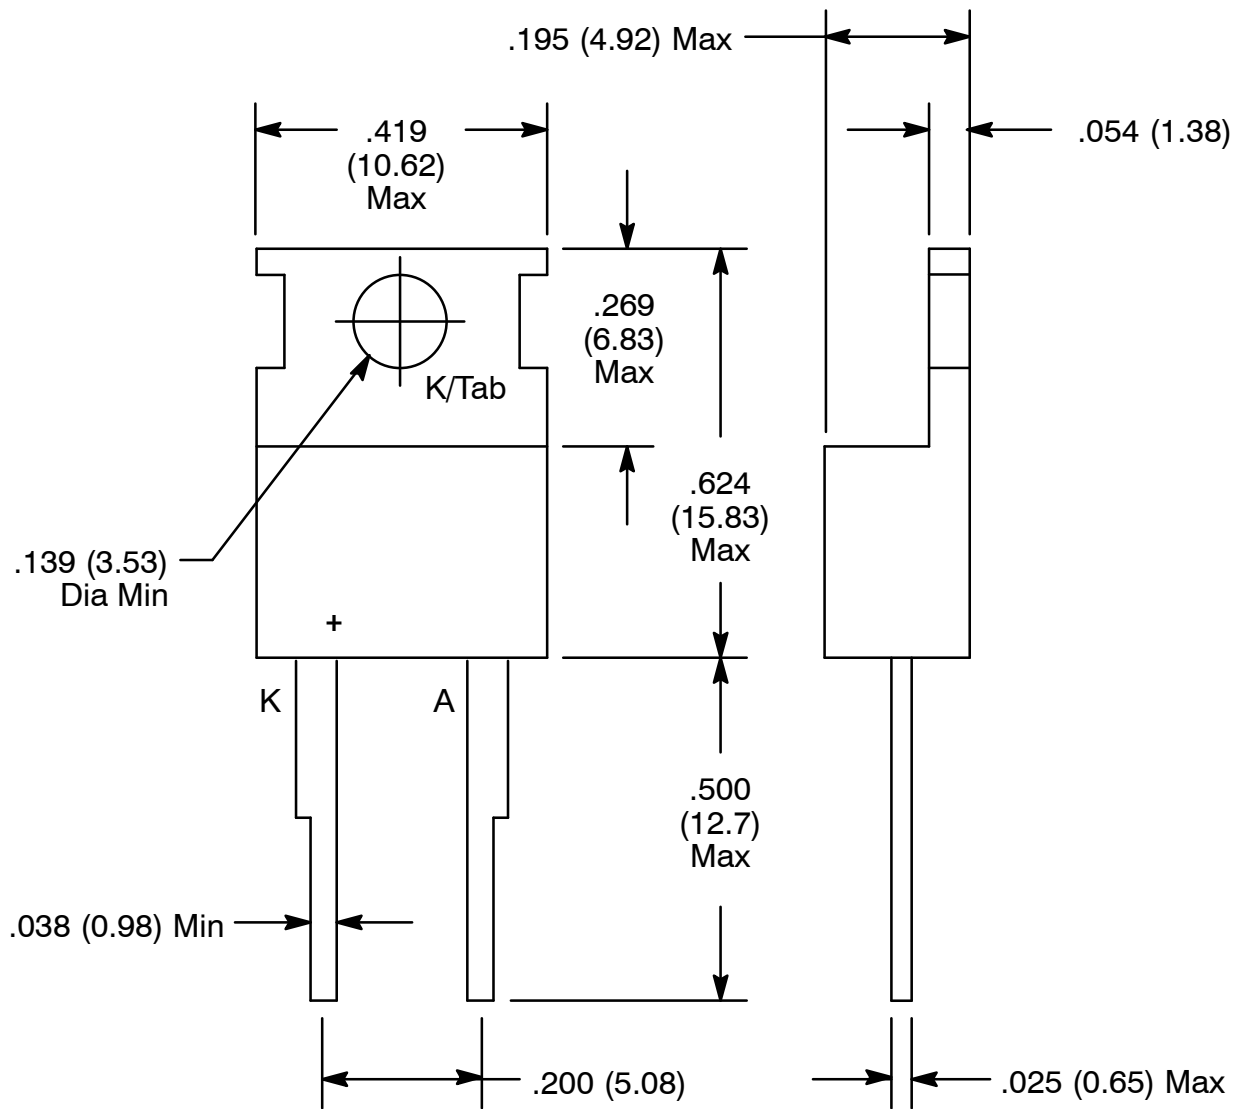 .195 (4.92) Max
.419
(10.62)
Max
.054 (1.38)
.269
(6.83)
Max
K/Tab
.624
(15.83)
Max
.139 (3.53)
Dia Min
+
K
A
.500
(12.7)
Max
.038 (0.98) Min
.200 (5.08)
.025 (0.65) Max